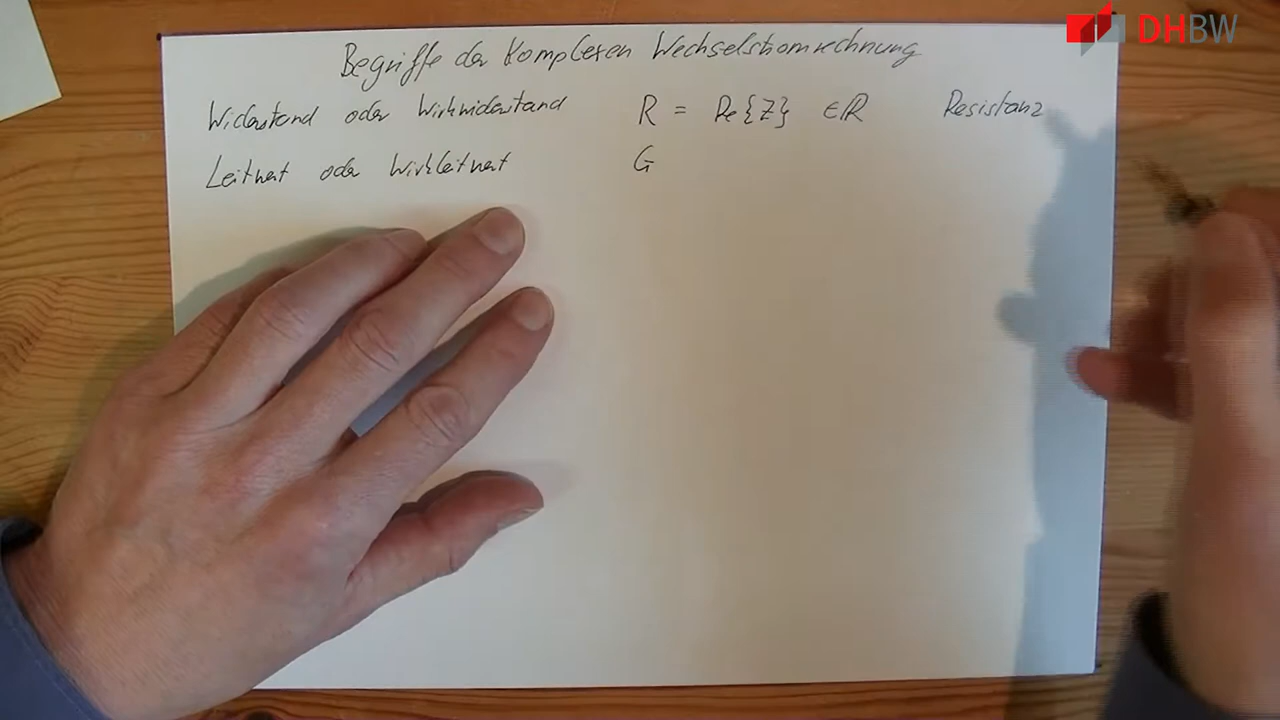 DHBW
Begriffe der komplexen Wechselstromrechnung
Widerstand oder Wirkwiderstand R = Re{Z} ∈ℝ Resistanz
Leitwert oder Wirkleitwert G